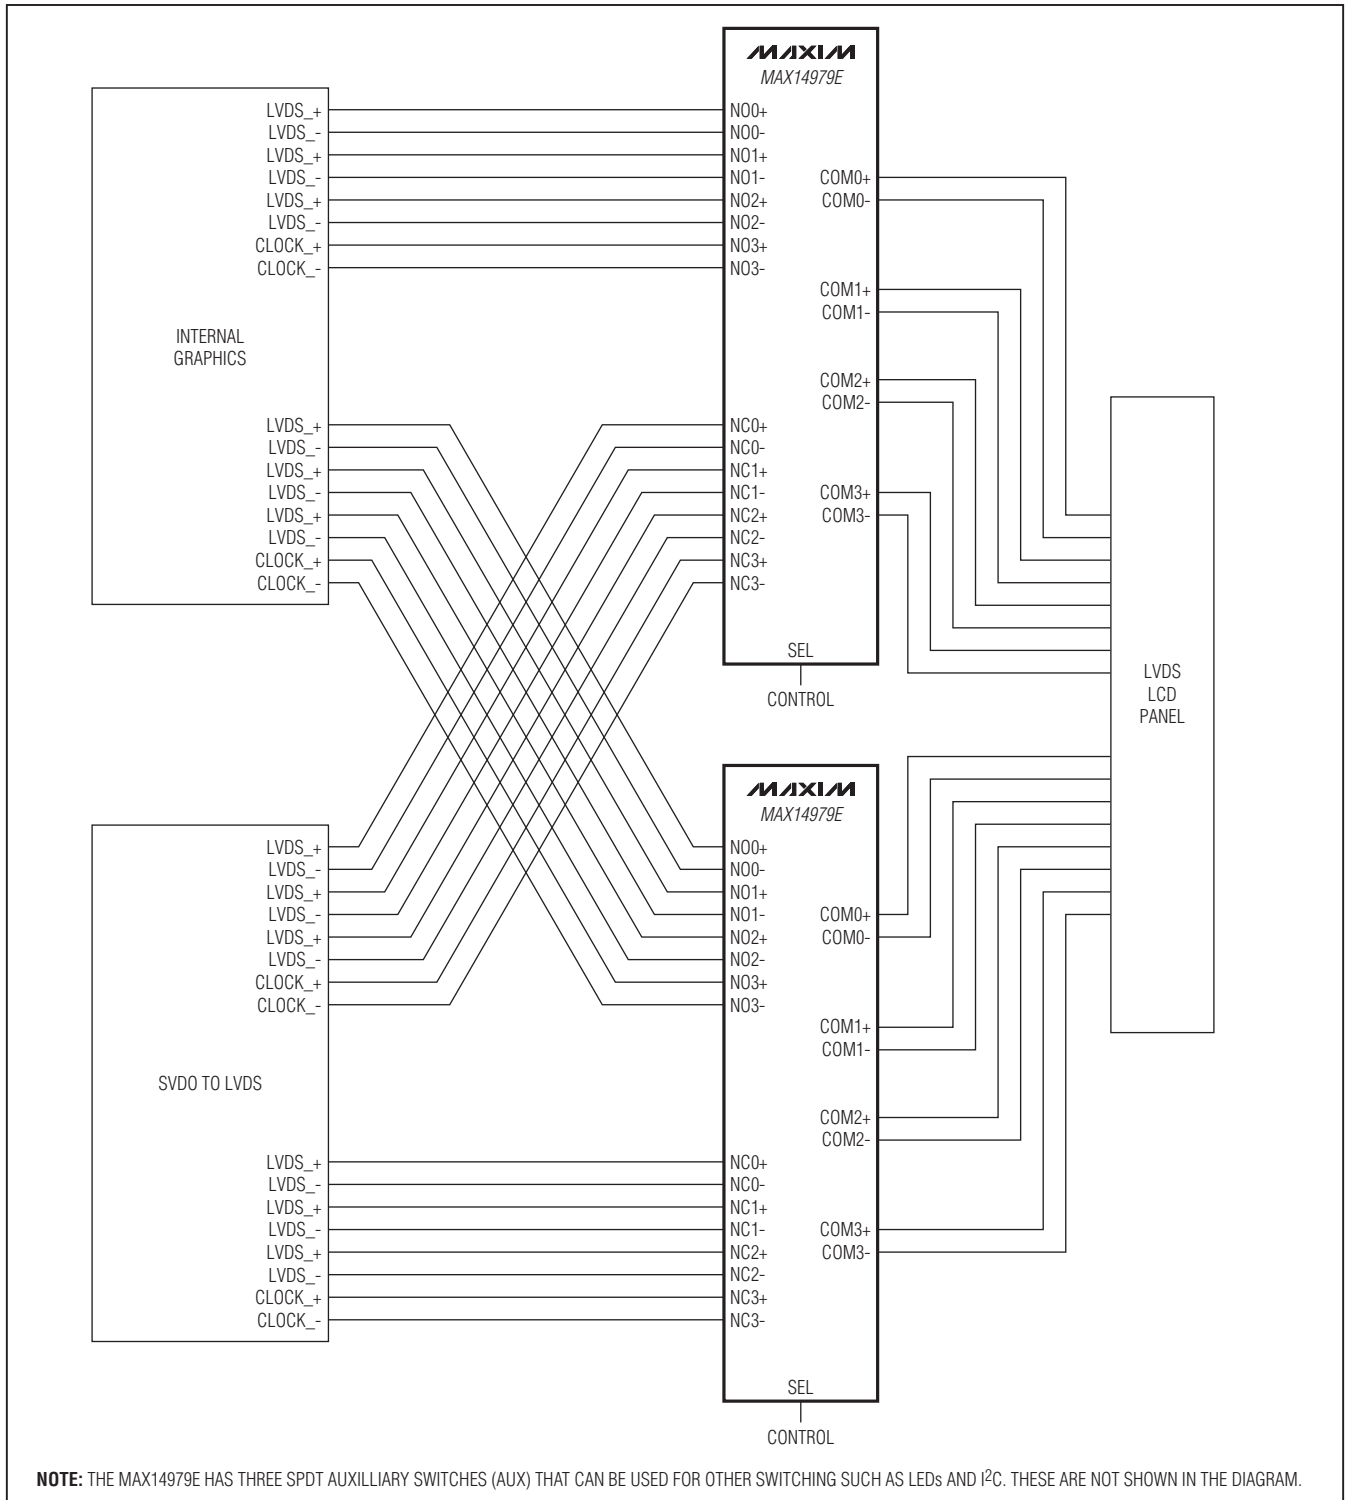 MAXIM
MAX14979E
LVDS_+
LVDS_-
LVDS_+
LVDS_-
LVDS_+
LVDS_-
CLOCK_+
CLOCK_-
INTERNAL
GRAPHICS
LVDS_+
LVDS_-
LVDS_+
LVDS_-
LVDS_+
LVDS_-
CLOCK_+
CLOCK_-
NO0+
NO0-
NO1+
NO1-
NO2+
NO2-
NO3+
NO3-
NC0+
NC0-
NC1+
NC1-
NC2+
NC2-
NC3+
NC3-
COM0+
COM0-
COM1+
COM1-
COM2+
COM2-
COM3+
COM3-
SEL
CONTROL
LVDS
LCD
PANEL
MAXIM
MAX14979E
LVDS_+
LVDS_-
LVDS_+
LVDS_-
LVDS_+
LVDS_-
CLOCK_+
CLOCK_-
SVDO TO LVDS
LVDS_+
LVDS_-
LVDS_+
LVDS_-
LVDS_+
LVDS_-
CLOCK_+
CLOCK_-
NO0+
NO0-
NO1+
NO1-
NO2+
NO2-
NO3+
NO3-
NC0+
NC0-
NC1+
NC1-
NC2+
NC2-
NC3+
NC3-
COM0+
COM0-
COM1+
COM1-
COM2+
COM2-
COM3+
COM3-
SEL
CONTROL
NOTE: THE MAX14979E HAS THREE SPDT AUXILLIARY SWITCHES (AUX) THAT CAN BE USED FOR OTHER SWITCHING SUCH AS LEDs AND I²C. THESE ARE NOT SHOWN IN THE DIAGRAM.